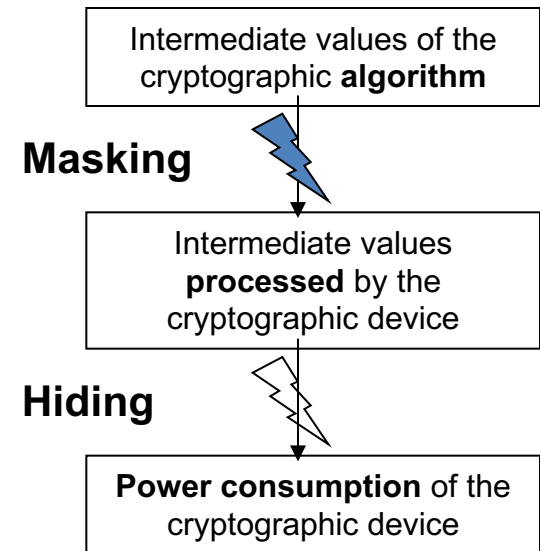 Intermediate values of the
cryptographic algorithm
Masking
Intermediate values
processed by the
cryptographic device
Hiding
Power consumption of the
cryptographic device